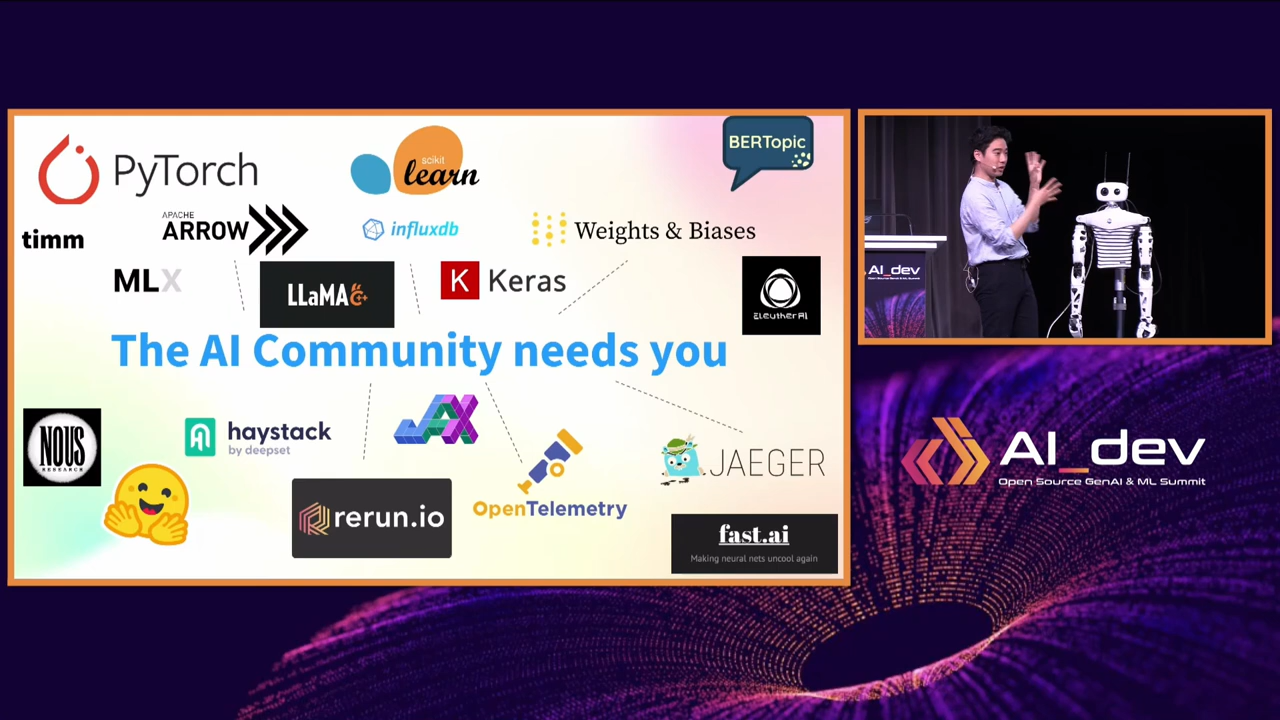 PyTorch
scikit
learn
BERTopic
timm
APACHE
ARROW
influxdb
Weights & Biases
MLX
LLaMA C++
K Keras
EleutherAI
The AI Community needs you
NOUS
RESEARCH
haystack
by deepset
JAX
rerun.io
OpenTelemetry
JAEGER
fast.ai
Making neural nets uncool again
AI_dev
AI_dev
Open Source GenAI & ML Summit